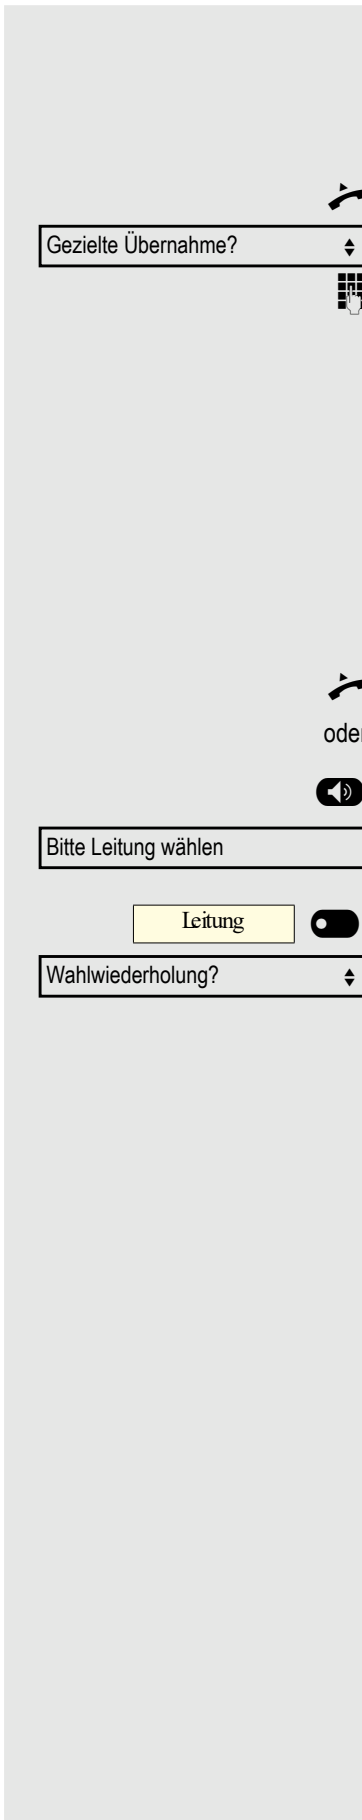 Gezielte Übernahme?
oder
Bitte Leitung wählen
Leitung
Wahlwiederholung?